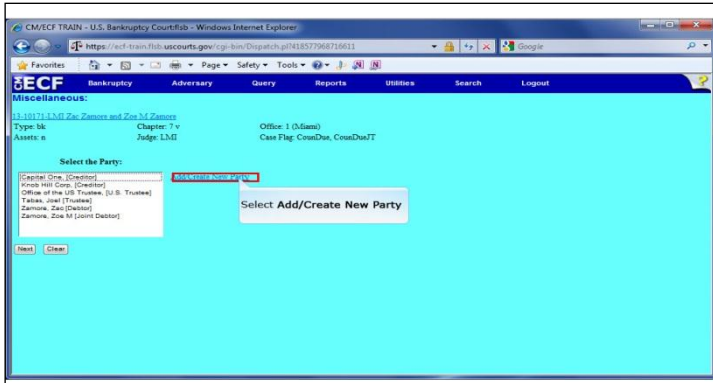 CM/ECF TRAIN - U.S. Bankruptcy Court:flsb - Windows Internet Explorer
https://ecf-train.flsb.uscourts.gov/cgi-bin/Dispatch.pl?418577968716611
Google
Favorites Page Safety Tools
ECF Bankruptcy Adversary Query Reports Utilities Search Logout ?
Miscellaneous:
13-10171-LMI Zac Zamora and Zoe M Zamora
Type: bk Chapter: 7 v Office: 1 (Miami)
Assets: n Judge: LMI Case Flag: CounDue, CounDueJT
Select the Party:
Capital One, [Creditor] Add/Create New Party
Knob Hill Corp, [Creditor]
Office of the US Trustee, [U.S. Trustee]
Tabas, Joel [Trustee]
Zamora, Zac [Debtor]
Zamora, Zoe M [Joint Debtor]
Select Add/Create New Party
Next Clear